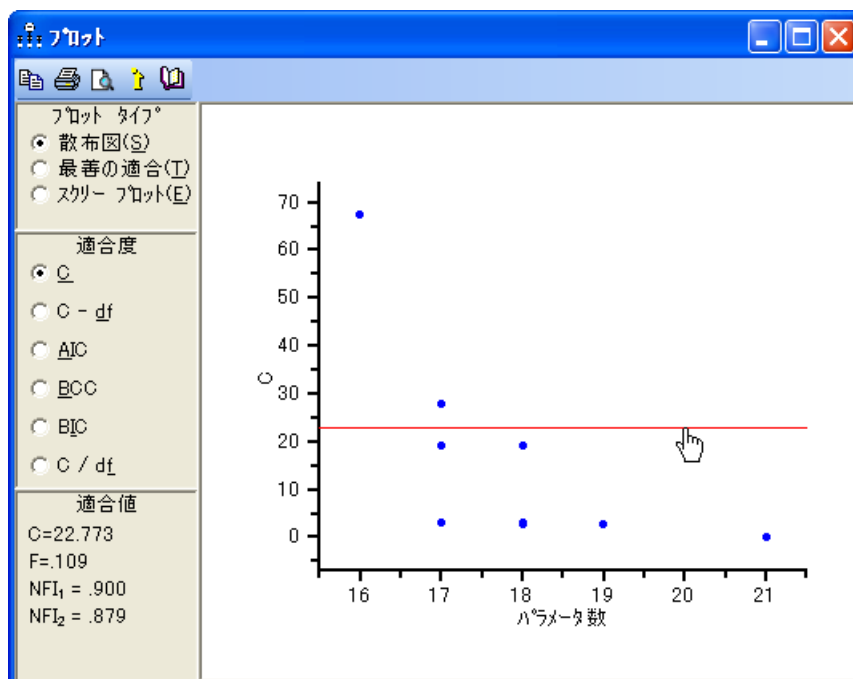 プロット
プロット タイプ
散布図(S)
最善の適合(T)
スクリー プロット(E)
適合度
C
C - df
AIC
BCC
BIC
C / df
適合値
C=22.773
F=.109
NFI₁ = .900
NFI₂ = .879
70
60
50
40
30
20
10
0
C
16 17 18 19 20 21
パラメータ数